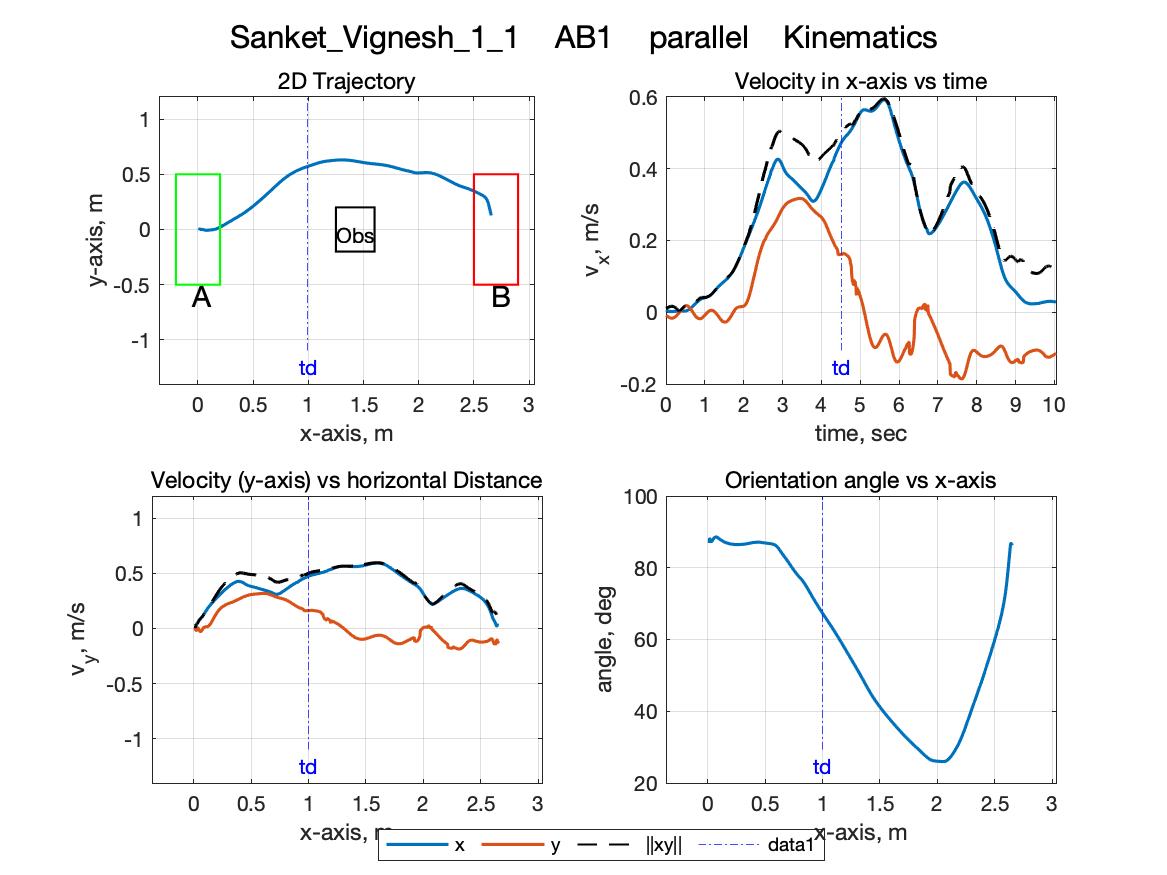 Sanket_Vignesh_1_1 AB1 parallel Kinematics
2D Trajectory
1
0.5
0
-0.5
-1
y-axis, m
A
Obs
B
td
0 0.5 1 1.5 2 2.5 3
x-axis, m
Velocity in x-axis vs time
0.6
0.4
0.2
0
-0.2
vx, m/s
td
0 1 2 3 4 5 6 7 8 9 10
time, sec
Velocity (y-axis) vs horizontal Distance
1
0.5
0
-0.5
-1
vy, m/s
td
0 0.5 1 1.5 2 2.5 3
x-axis, m
Orientation angle vs x-axis
100
80
60
40
20
angle, deg
td
0 0.5 1 1.5 2 2.5 3
x-axis, m
x y ||xy|| data1